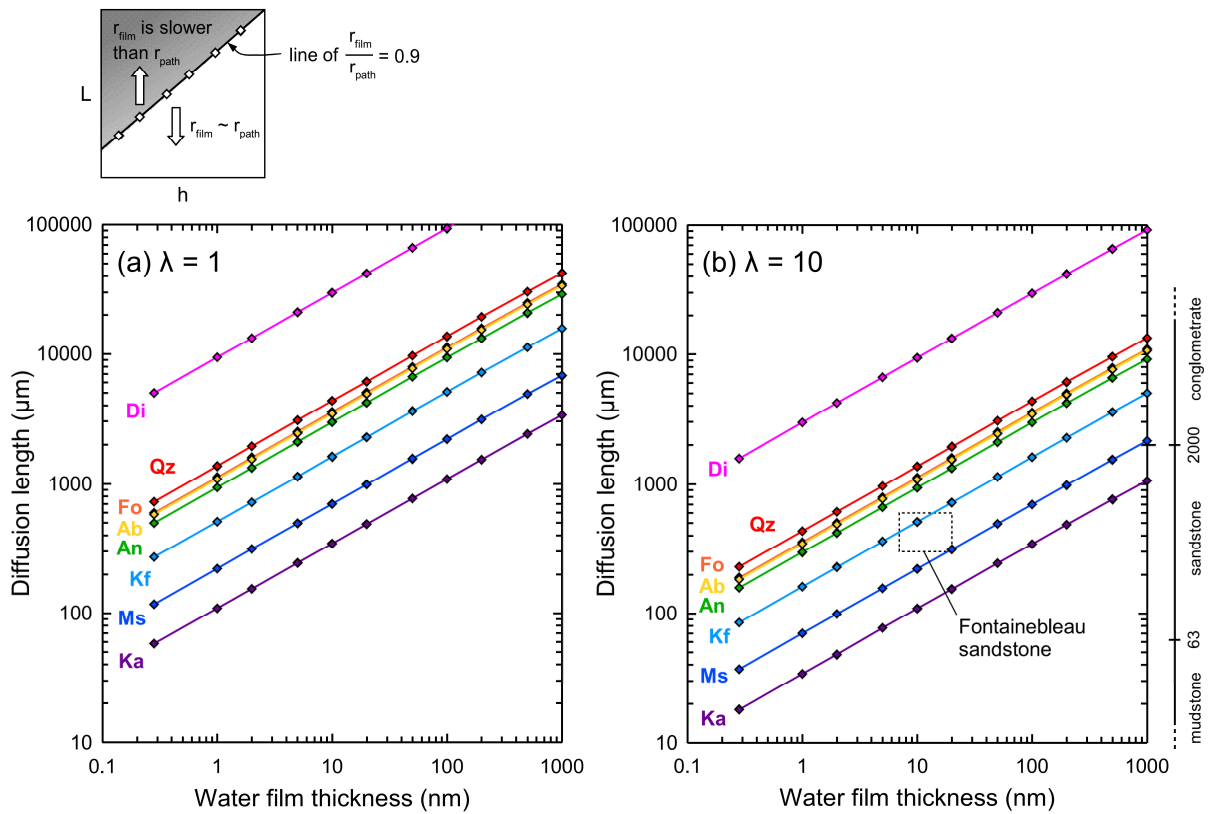 r_film is slower
than r_path
line of r_film / r_path = 0.9
L
r_film ~ r_path
h
(a) λ = 1
Diffusion length (µm)
100000
10000
1000
100
10
Di
Qz
Fo
Ab
An
Kf
Ms
Ka
0.1 1 10 100 1000
Water film thickness (nm)
(b) λ = 10
Diffusion length (µm)
100000
10000
1000
100
10
Di
Qz
Fo
Ab
An
Kf
Ms
Ka
Fontainebleau
sandstone
0.1 1 10 100 1000
Water film thickness (nm)
conglometrate
2000
sandstone
63
mudstone